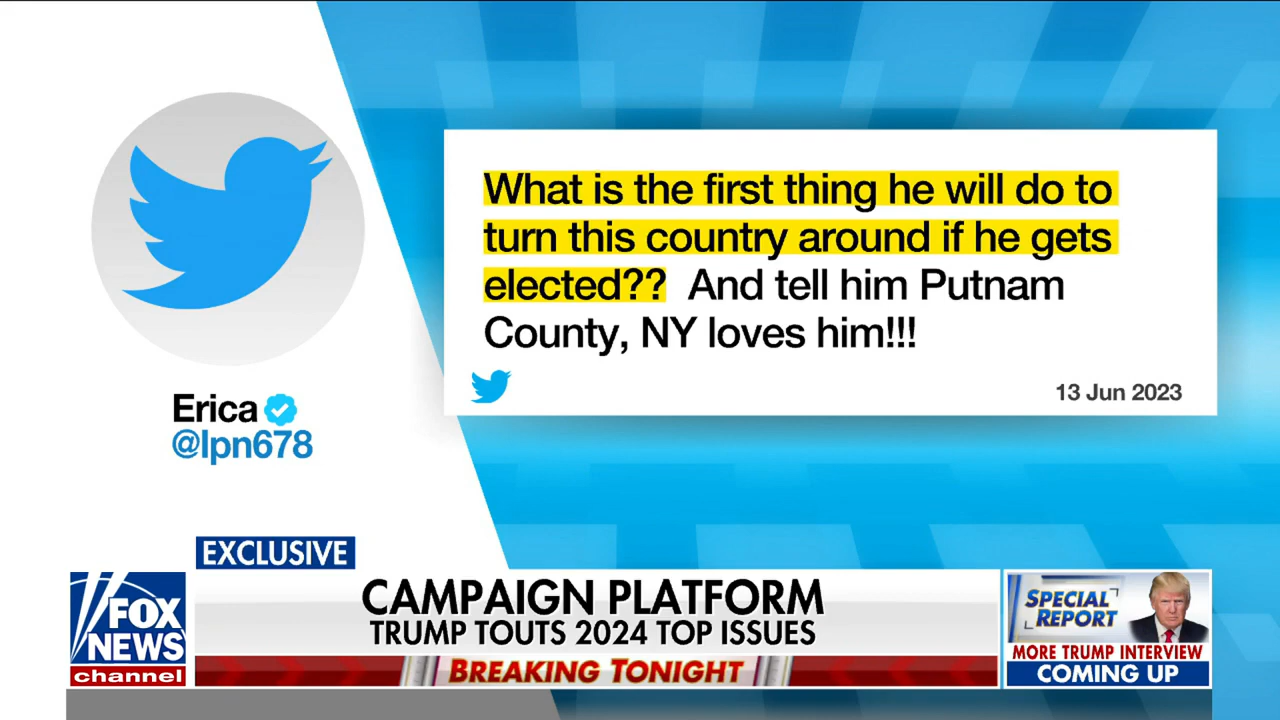 What is the first thing he will do to
turn this country around if he gets
elected?? And tell him Putnam
County, NY loves him!!!
13 Jun 2023
Erica
@lpn678
EXCLUSIVE
CAMPAIGN PLATFORM
TRUMP TOUTS 2024 TOP ISSUES
BREAKING TONIGHT
FOX
NEWS
channel
SPECIAL
REPORT
MORE TRUMP INTERVIEW
COMING UP